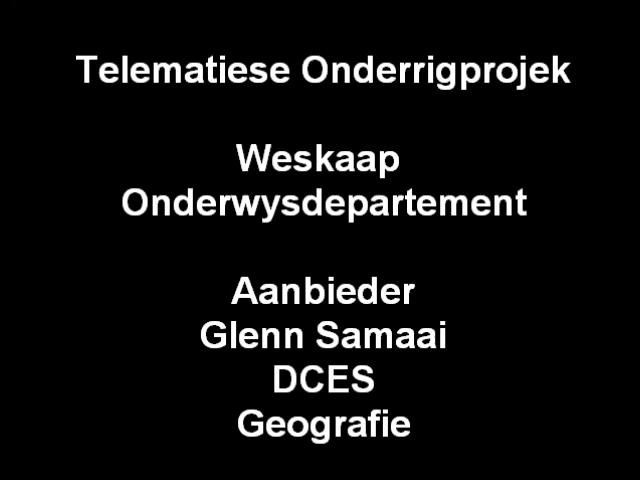 Telematiese Onderrigprojek
Weskaap
Onderwysdepartement
Aanbieder
Glenn Samaai
DCES
Geografie